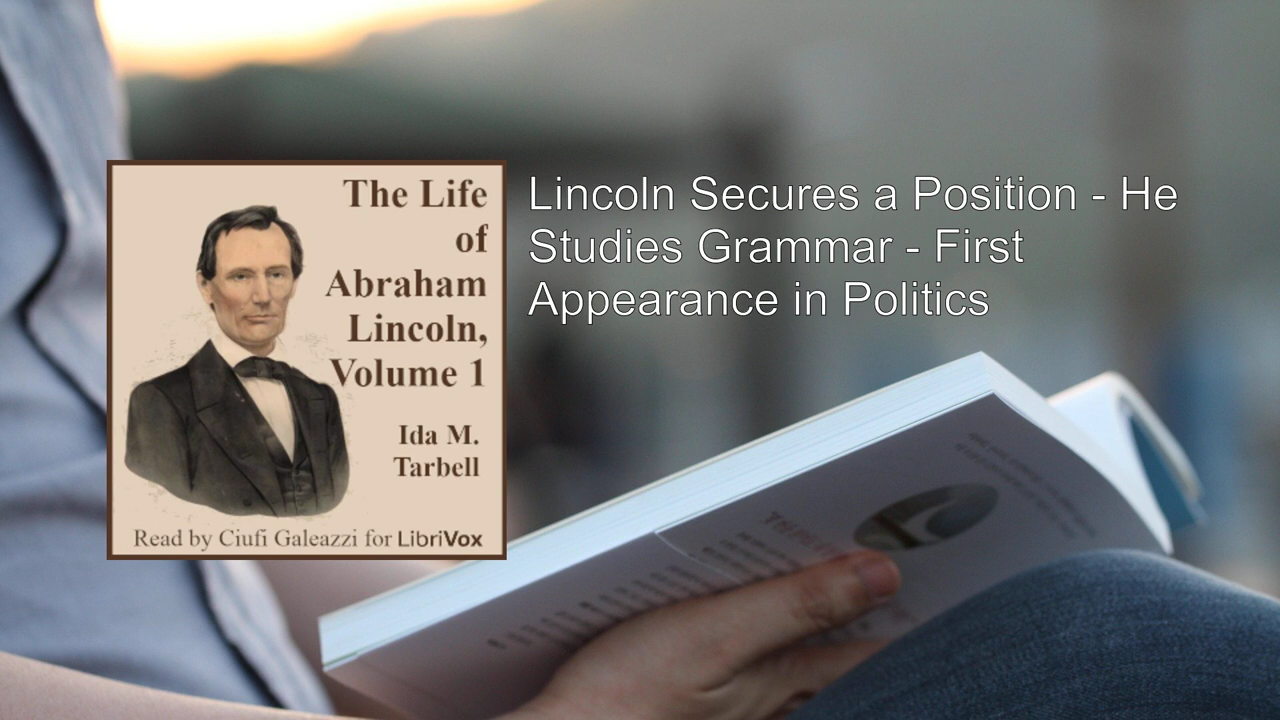 The Life
of
Abraham
Lincoln,
Volume 1
Ida M.
Tarbell
Read by Ciufi Galeazzi for LibriVox
Lincoln Secures a Position - He
Studies Grammar - First
Appearance in Politics